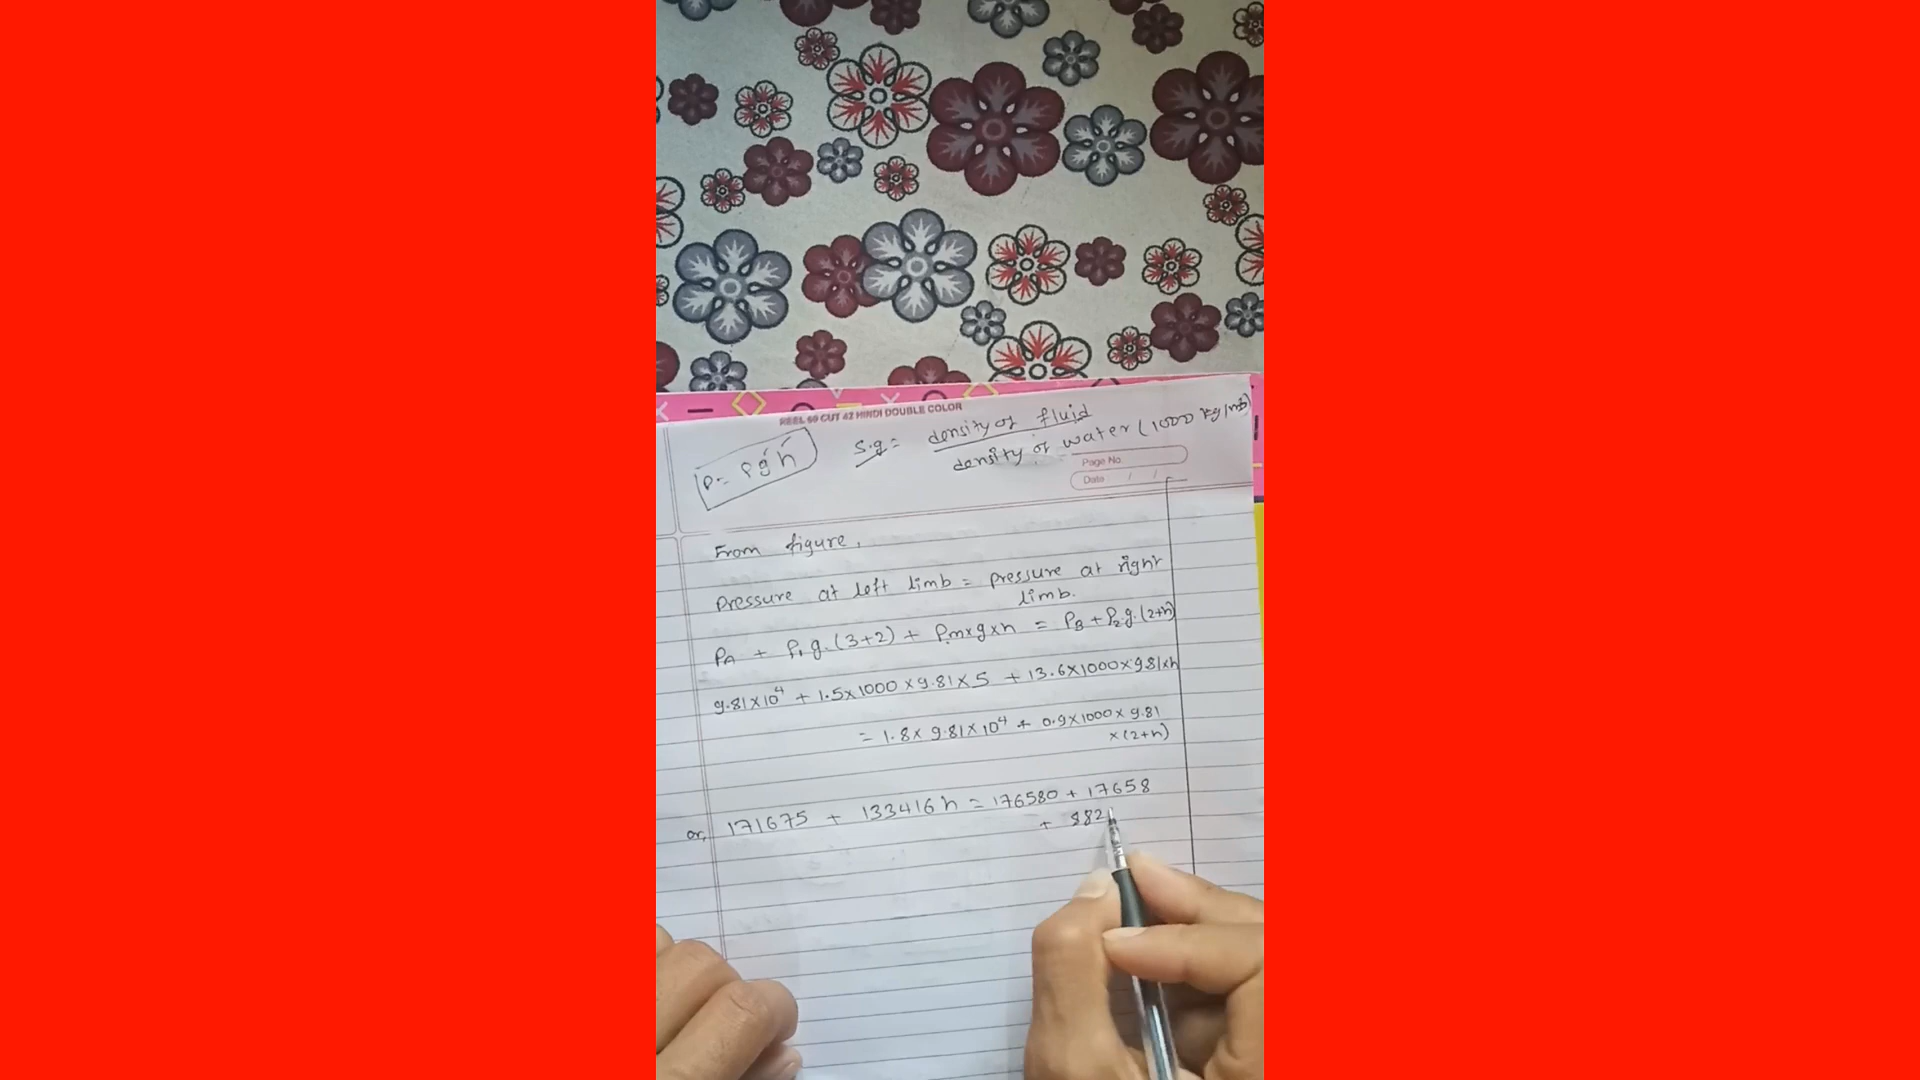 REEL 60 CUT 42 HINDI DOUBLE COLOR
P = ρgh
S.g = density of fluid
density of water (1000 kg/m3)
Page No.
Date / /
From figure,
Pressure at left limb = pressure at right
limb.
PA + ρ1g.(3+2) + ρm×g×h = PB + ρ2.g.(2+h)
9.81×10⁴ + 1.5×1000×9.81×5 + 13.6×1000×9.81×h
= 1.8×9.81×10⁴ + 0.9×1000×9.81
×(2+h)
or, 171675 + 133416h = 176580 + 17658
+ 882